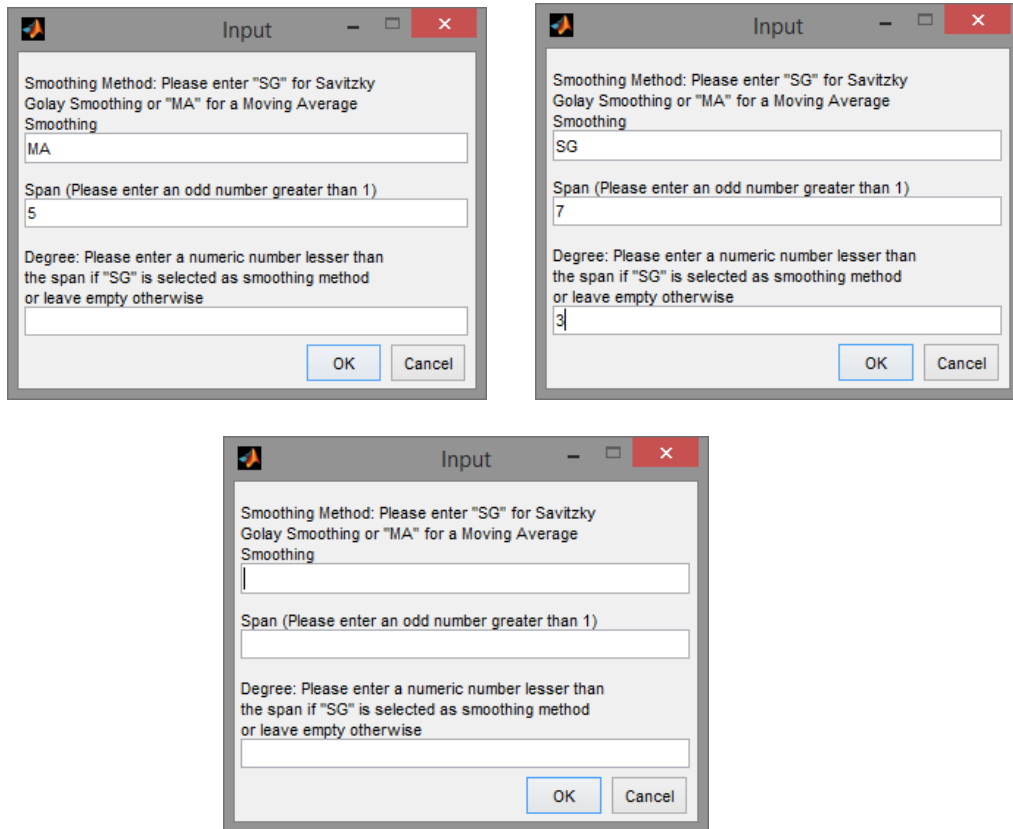 Input
Smoothing Method: Please enter "SG" for Savitzky
Golay Smoothing or "MA" for a Moving Average
Smoothing
MA
Span (Please enter an odd number greater than 1)
5
Degree: Please enter a numeric number lesser than
the span if "SG" is selected as smoothing method
or leave empty otherwise
OK Cancel
Input
Smoothing Method: Please enter "SG" for Savitzky
Golay Smoothing or "MA" for a Moving Average
Smoothing
SG
Span (Please enter an odd number greater than 1)
7
Degree: Please enter a numeric number lesser than
the span if "SG" is selected as smoothing method
or leave empty otherwise
3
OK Cancel
Input
Smoothing Method: Please enter "SG" for Savitzky
Golay Smoothing or "MA" for a Moving Average
Smoothing
Span (Please enter an odd number greater than 1)
Degree: Please enter a numeric number lesser than
the span if "SG" is selected as smoothing method
or leave empty otherwise
OK Cancel